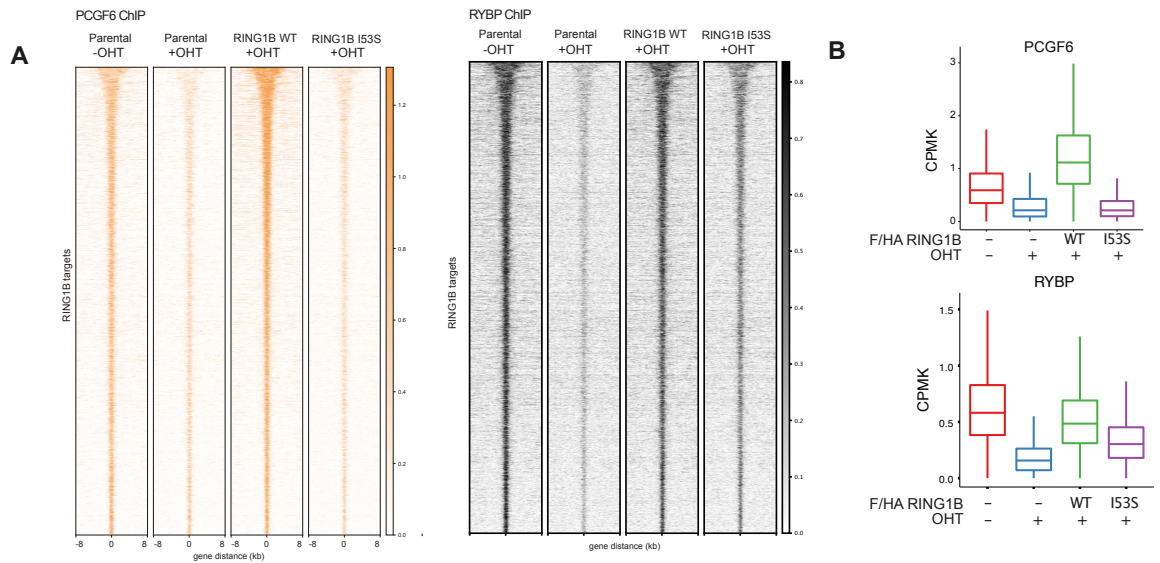 A
PCGF6 ChIP
Parental
-OHT
Parental
+OHT
RING1B WT
+OHT
RING1B I53S
+OHT
RING1B targets
1.2
1.0
0.8
0.6
0.4
0.2
0.0
-8 0 8 -8 0 8 -8 0 8 -8 0 8
gene distance (kb)
RYBP ChIP
Parental
-OHT
Parental
+OHT
RING1B WT
+OHT
RING1B I53S
+OHT
RING1B targets
0.8
0.7
0.6
0.5
0.4
0.3
0.2
0.1
0.0
gene distance (kb)
B
PCGF6
CPMK
3
2
1
0
F/HA RING1B – – WT I53S
OHT – + + +
RYBP
CPMK
1.5
1.0
0.5
0.0
F/HA RING1B – – WT I53S
OHT – + + +